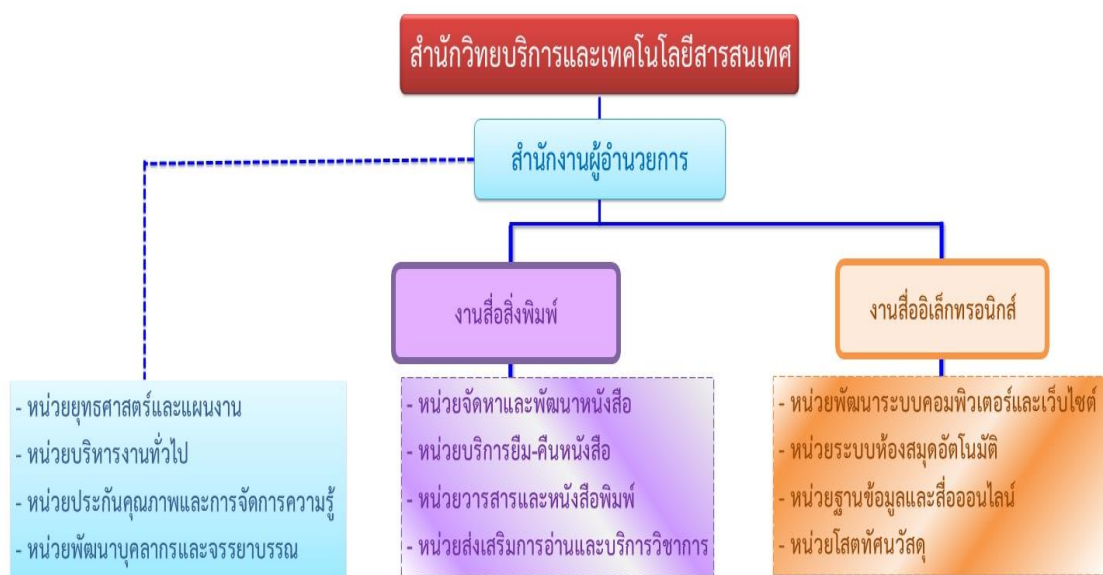 สำนักวิทยบริการและเทคโนโลยีสารสนเทศ
สำนักงานผู้อำนวยการ
งานสื่อสิ่งพิมพ์
งานสื่ออิเล็กทรอนิกส์
- หน่วยยุทธศาสตร์และแผนงาน
- หน่วยบริหารงานทั่วไป
- หน่วยประกันคุณภาพและการจัดการความรู้
- หน่วยพัฒนาบุคลากรและจรรยาบรรณ
- หน่วยจัดหาและพัฒนาหนังสือ
- หน่วยบริการยืม-คืนหนังสือ
- หน่วยวารสารและหนังสือพิมพ์
- หน่วยส่งเสริมการอ่านและบริการวิชาการ
- หน่วยพัฒนาระบบคอมพิวเตอร์และเว็บไซต์
- หน่วยระบบห้องสมุดอัตโนมัติ
- หน่วยฐานข้อมูลและสื่อออนไลน์
- หน่วยโสตทัศนวัสดุ